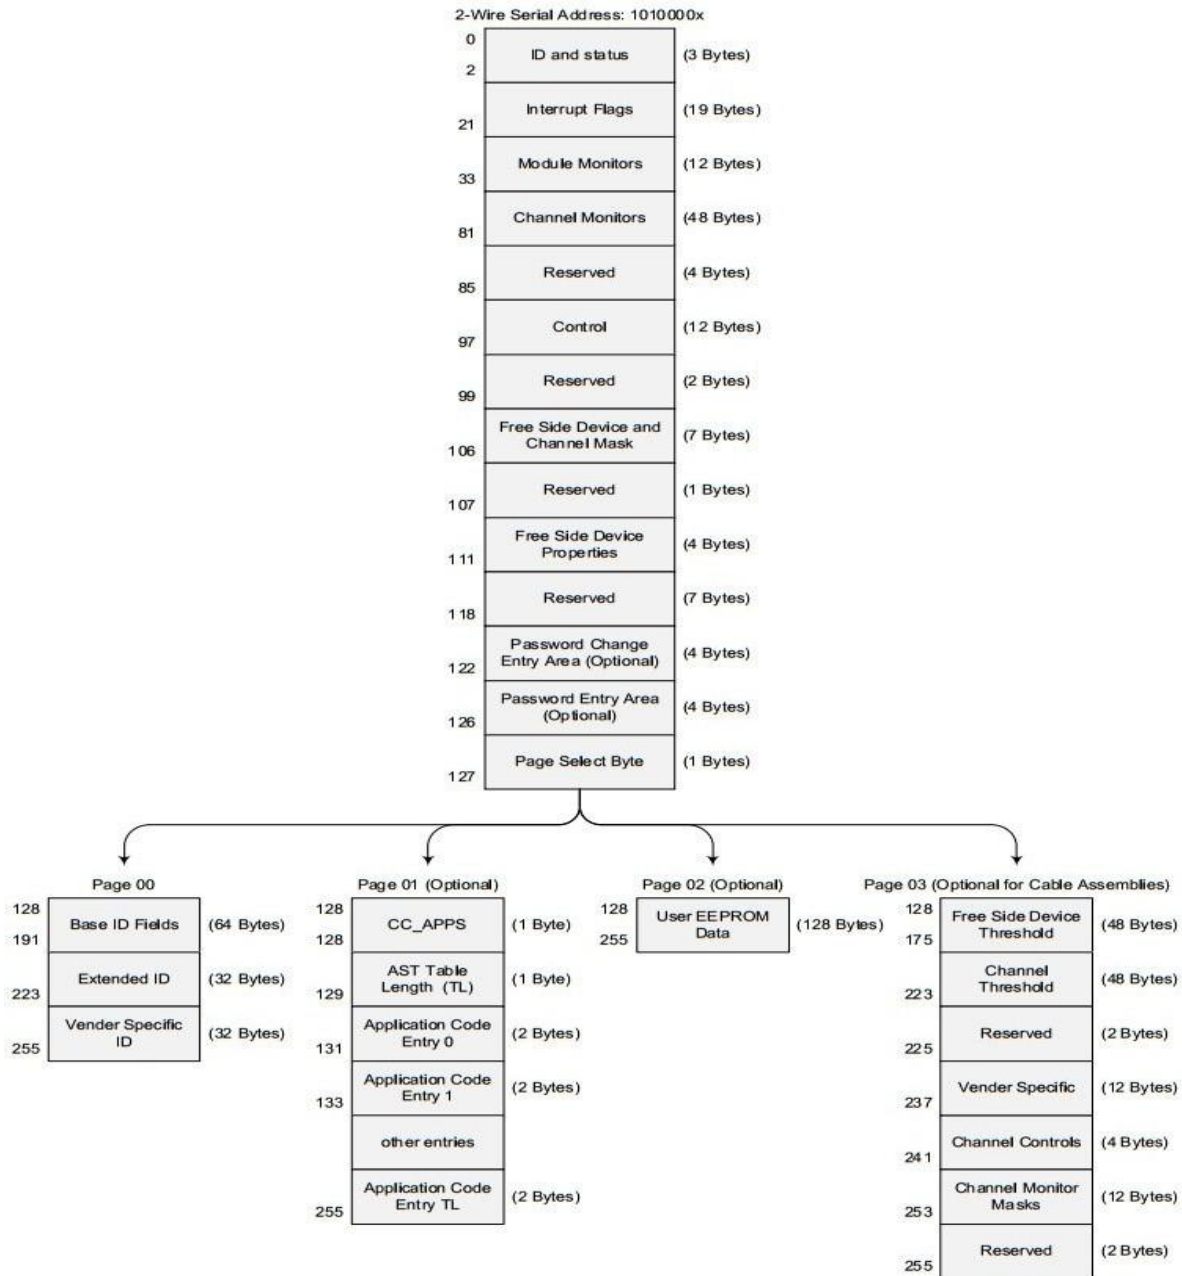 2-Wire Serial Address: 1010000x
0
ID and status (3 Bytes)
2
Interrupt Flags (19 Bytes)
21
Module Monitors (12 Bytes)
33
Channel Monitors (48 Bytes)
81
Reserved (4 Bytes)
85
Control (12 Bytes)
97
Reserved (2 Bytes)
99
Free Side Device and
Channel Mask (7 Bytes)
106
Reserved (1 Bytes)
107
Free Side Device
Properties (4 Bytes)
111
Reserved (7 Bytes)
118
Password Change
Entry Area (Optional) (4 Bytes)
122
Password Entry Area
(Optional) (4 Bytes)
126
Page Select Byte (1 Bytes)
127
Page 00
128
Base ID Fields (64 Bytes)
191
Extended ID (32 Bytes)
223
Vender Specific
ID (32 Bytes)
255
Page 01 (Optional)
128
CC_APPS (1 Byte)
128
AST Table
Length (TL) (1 Byte)
129
Application Code
Entry 0 (2 Bytes)
131
Application Code
Entry 1 (2 Bytes)
133
other entries
Application Code
Entry TL (2 Bytes)
255
Page 02 (Optional)
128
User EEPROM
Data (128 Bytes)
255
Page 03 (Optional for Cable Assemblies)
128
Free Side Device
Threshold (48 Bytes)
175
Channel
Threshold (48 Bytes)
223
Reserved (2 Bytes)
225
Vender Specific (12 Bytes)
237
Channel Controls (4 Bytes)
241
Channel Monitor
Masks (12 Bytes)
253
Reserved (2 Bytes)
255